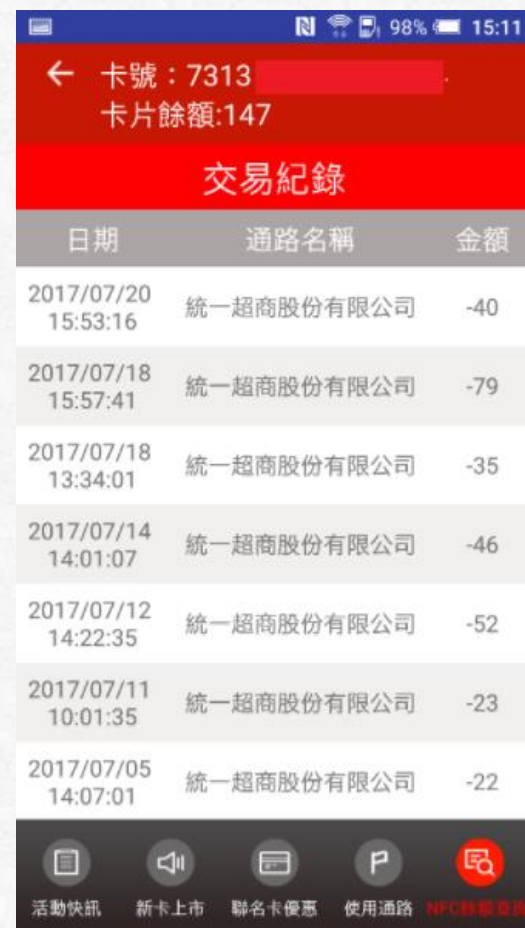 98% 15:11
卡號：7313
卡片餘額:147
交易紀錄
日期 通路名稱 金額
2017/07/20 15:53:16 統一超商股份有限公司 -40
2017/07/18 15:57:41 統一超商股份有限公司 -79
2017/07/18 13:34:01 統一超商股份有限公司 -35
2017/07/14 14:01:07 統一超商股份有限公司 -46
2017/07/12 14:22:35 統一超商股份有限公司 -52
2017/07/11 10:01:35 統一超商股份有限公司 -23
2017/07/05 14:07:01 統一超商股份有限公司 -22
活動快訊 新卡上市 聯名卡優惠 使用通路 NFC餘額查詢